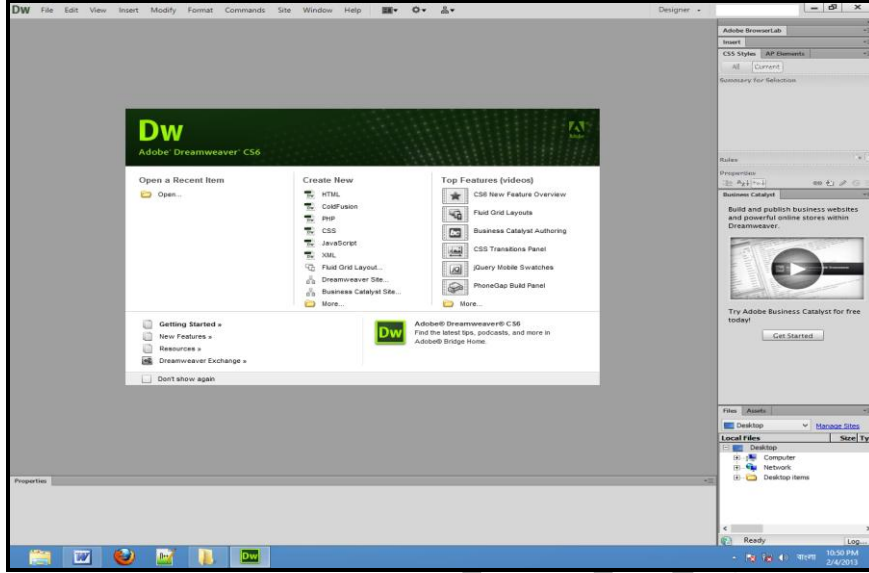 DW File Edit View Insert Modify Format Commands Site Window Help Designer
Dw
Adobe® Dreamweaver® CS6
Adobe
Open a Recent Item
Open...
Create New
HTML
ColdFusion
PHP
CSS
JavaScript
XML
Fluid Grid Layout...
Dreamweaver Site...
Business Catalyst Site...
More...
Top Features (videos)
CS6 New Feature Overview
Fluid Grid Layouts
Business Catalyst Authoring
CSS Transitions Panel
jQuery Mobile Swatches
PhoneGap Build Panel
More...
Getting Started »
New Features »
Resources »
Dreamweaver Exchange »
Dw
Adobe® Dreamweaver® CS6
Find the latest tips, podcasts, and more in
Adobe® Bridge Home.
Don't show again
Adobe BrowserLab
Insert
CSS Styles AP Elements
All Current
Summary for Selection
Rules
Properties
Business Catalyst
Build and publish business websites
and powerful online stores within
Dreamweaver.
Try Adobe Business Catalyst for free
today!
Get Started
Files Assets
Desktop Manage Sites
Local Files Size Ty
Desktop
Computer
Network
Desktop items
Ready Log...
Properties
W Dw
বাংলা 10:50 PM
2/4/2013